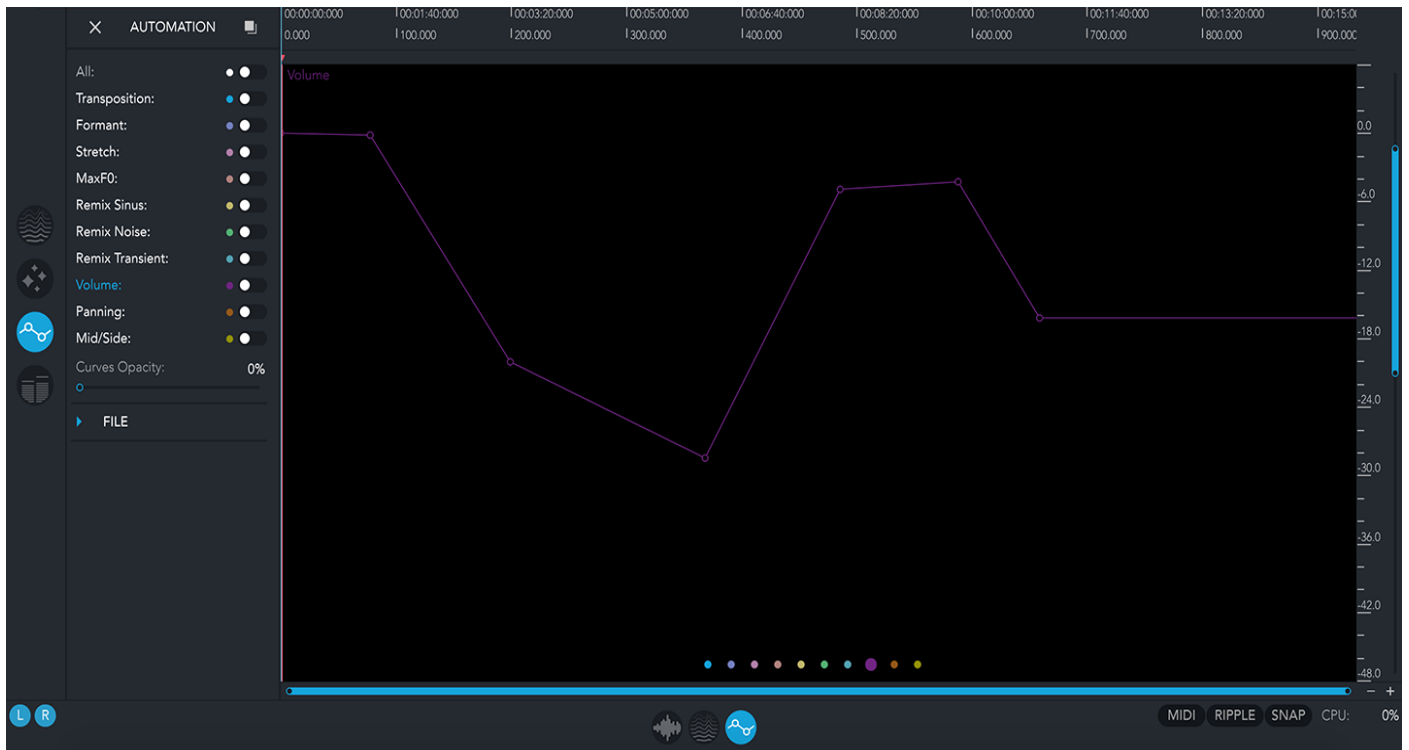 AUTOMATION
00:00:00:000 00:01:40:000 00:03:20:000 00:05:00:000 00:06:40:000 00:08:20:000 00:10:00:000 00:11:40:000 00:13:20:000 00:15:0
0.000 100.000 200.000 300.000 400.000 500.000 600.000 700.000 800.000 900.000
All:
Transposition:
Formant:
Stretch:
MaxF0:
Remix Sinus:
Remix Noise:
Remix Transient:
Volume:
Panning:
Mid/Side:
Curves Opacity: 0%
FILE
Volume
0.0
-6.0
-12.0
-18.0
-24.0
-30.0
-36.0
-42.0
-48.0
L R
MIDI RIPPLE SNAP CPU: 0%